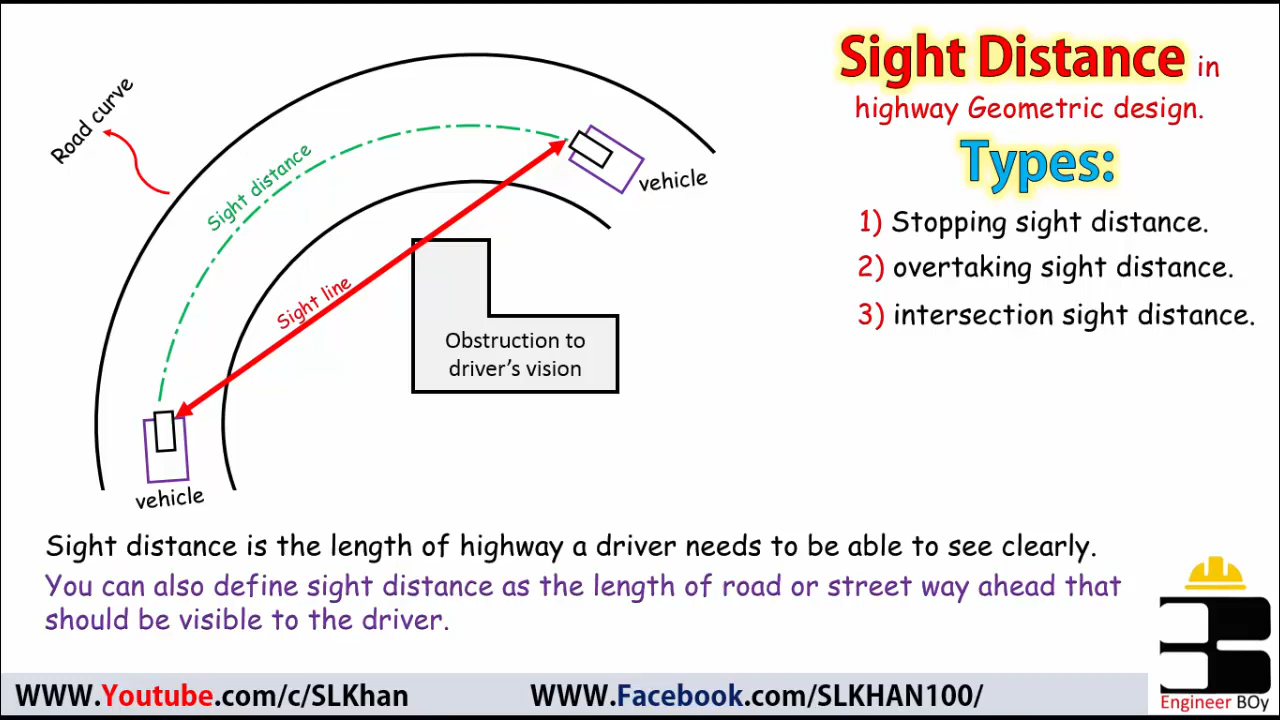 Sight Distance in
highway Geometric design.
Types:
1) Stopping sight distance.
2) overtaking sight distance.
3) intersection sight distance.
Road curve
Sight distance
vehicle
Sight line
Obstruction to
driver's vision
vehicle
Sight distance is the length of highway a driver needs to be able to see clearly.
You can also define sight distance as the length of road or street way ahead that
should be visible to the driver.
WWW.Youtube.com/c/SLKhan
WWW.Facebook.com/SLKHAN100/
Engineer BOy